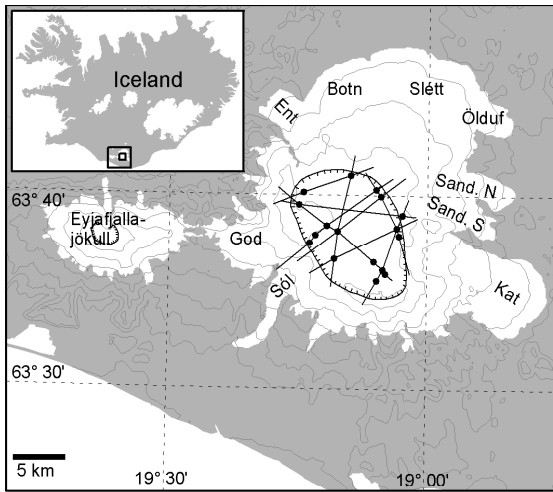 Iceland
Botn
Slétt
Ent
Ölduf
63° 40'
Sand. N
Sand. S
Eyjafjalla-
jökull
God
Söl
Kat
63° 30'
5 km
19° 30'
19° 00'